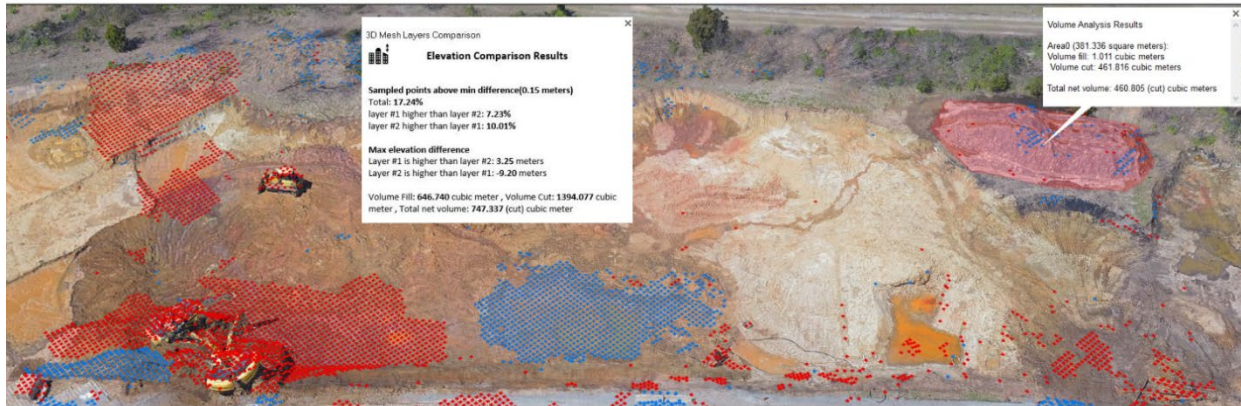 3D Mesh Layers Comparison
Elevation Comparison Results
Sampled points above min difference(0.15 meters)
Total: 17.24%
layer #1 higher than layer #2: 7.23%
layer #2 higher than layer #1: 10.01%
Max elevation difference
Layer #1 is higher than layer #2: 3.25 meters
Layer #2 is higher than layer #1: -9.20 meters
Volume Fill: 646.740 cubic meter , Volume Cut: 1394.077 cubic
meter , Total net volume: 747.337 (cut) cubic meter
Volume Analysis Results
Area0 (381.336 square meters):
Volume fill: 1.011 cubic meters
Volume cut: 461.816 cubic meters
Total net volume: 460.805 (cut) cubic meters